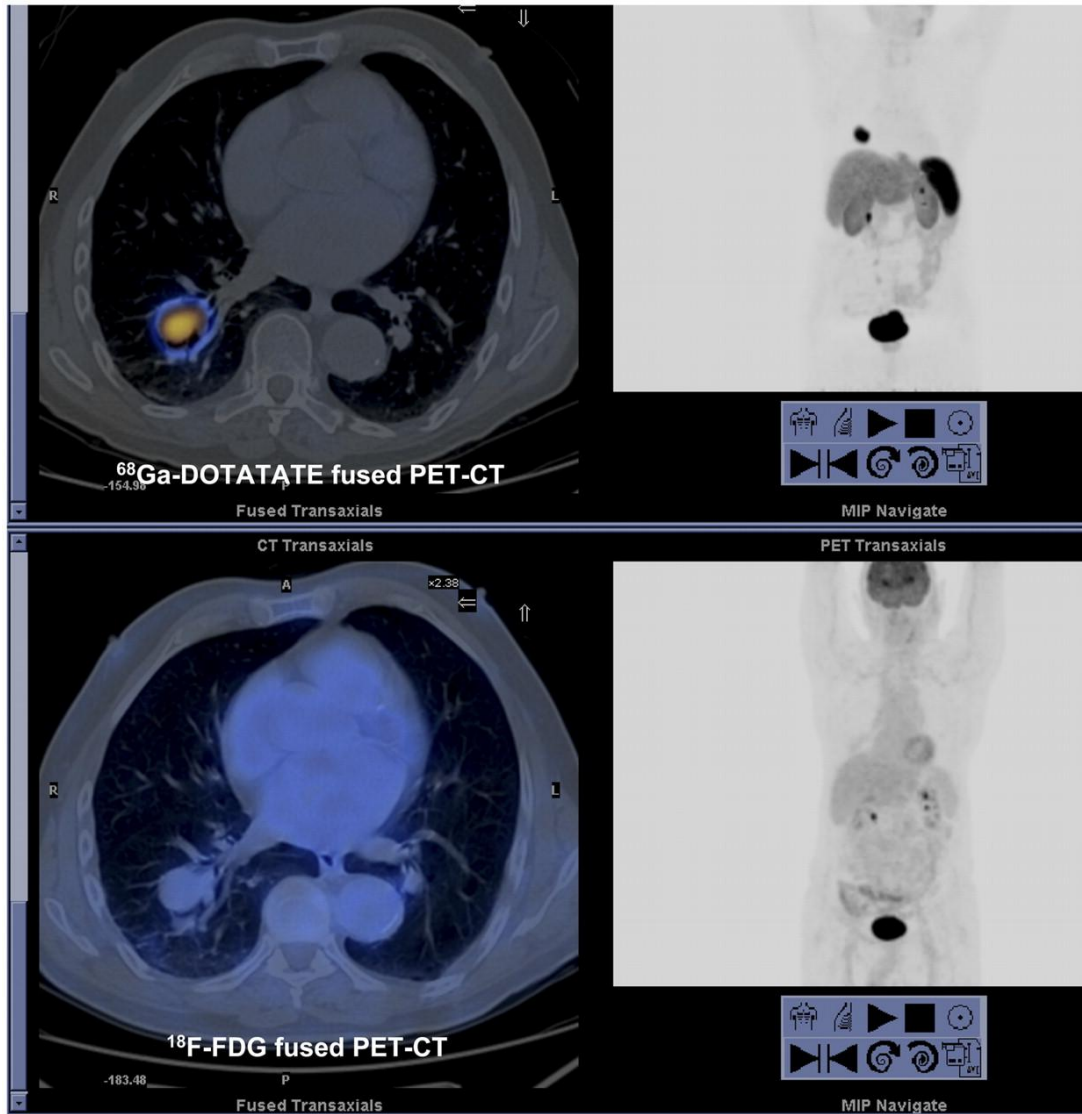 R
L
⁶⁸Ga-DOTATATE fused PET-CT
-154.98
P
Fused Transaxials
MIP Navigate
CT Transaxials
PET Transaxials
A
×2.38
R
L
¹⁸F-FDG fused PET-CT
-183.48
P
Fused Transaxials
MIP Navigate